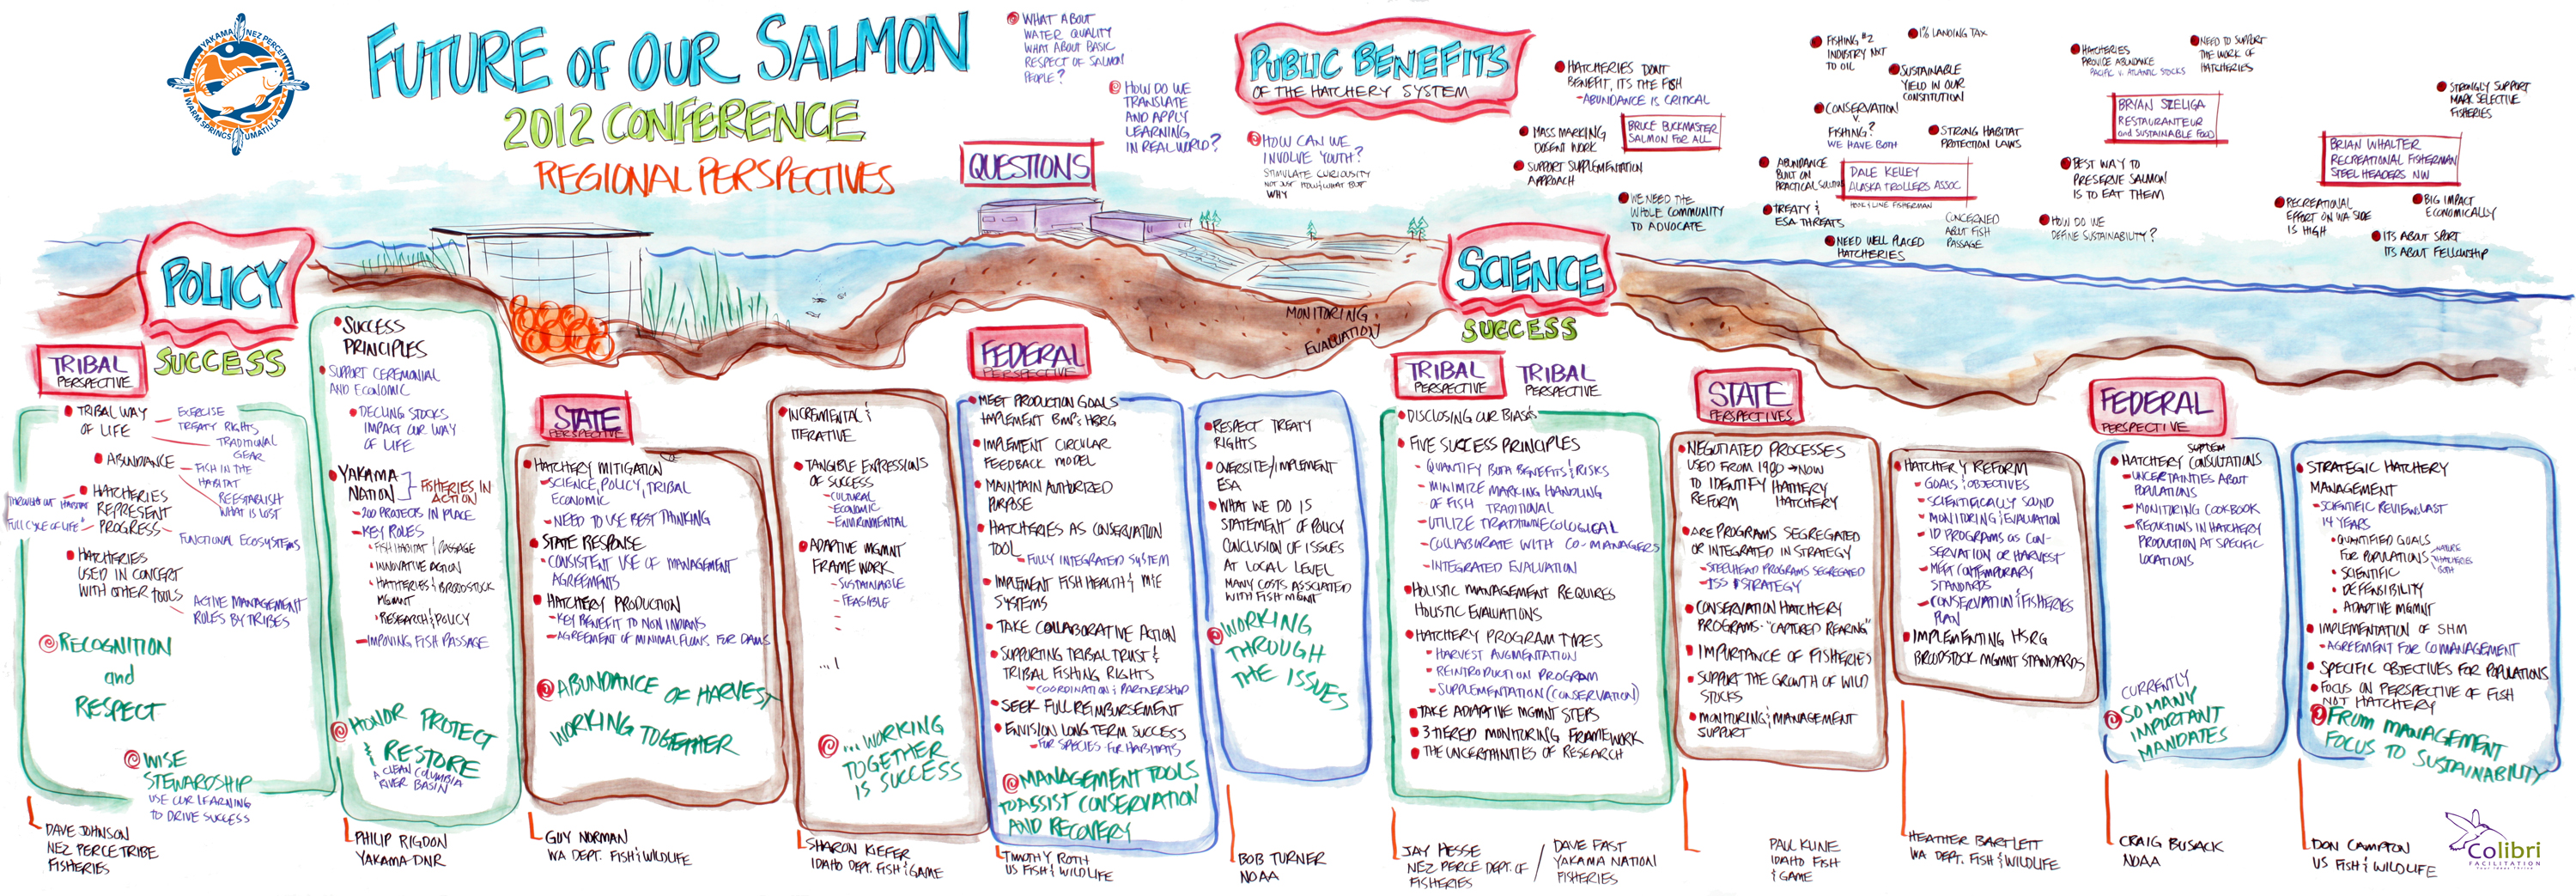 YAKAMA
NEZ PERCE
WARM SPRINGS
UMATILLA
FUTURE of OUR SALMON
2012 CONFERENCE
REGIONAL PERSPECTIVES
QUESTIONS
WHAT ABOUT
WATER QUALITY
WHAT ABOUT BASIC
RESPECT OF SALMON
PEOPLE?
HOW DO WE
TRANSLATE
AND APPLY
LEARNING
IN REAL WORLD?
HOW CAN WE
INVOLVE YOUTH?
STIMULATE CURIOUSITY
NOT JUST HOW & WHAT BUT
WHY
PUBLIC BENEFITS
OF THE HATCHERY SYSTEM
HATCHERIES DONT
BENEFIT, ITS THE FISH
- ABUNDANCE IS CRITICAL
MASS MARKING
DOESNT WORK
BRUCE BUCKMASTER
SALMON FOR ALL
SUPPORT SUPPLEMENTATION
APPROACH
WE NEED THE
WHOLE COMMUNITY
TO ADVOCATE
FISHING #2
INDUSTRY NXT
TO OIL
1% LANDING TAX
SUSTAINABLE
YIELD IN OUR
CONSTITUTION
CONSERVATION
V.
FISHING?
WE HAVE BOTH
STRONG HABITAT
PROTECTION LAWS
ABUNDANCE
BUILT ON
PRACTICAL SOLUTIONS
DALE KELLEY
ALASKA TROLLERS ASSOC
HOOK & LINE FISHERMAN
TREATY &
ESA THREATS
CONCERNED
ABOUT FISH
PASSAGE
NEED WELL PLACED
HATCHERIES
HATCHERIES
PROVIDE ABUNDANCE
PACIFIC V. ATLANTIC STOCKS
NEED TO SUPPORT
THE WORK OF
HATCHERIES
BRYAN SZELIGA
RESTAURANTEUR
and SUSTAINABLE FOOD
BEST WAY TO
PRESERVE SALMON
IS TO EAT THEM
HOW DO WE
DEFINE SUSTAINABILITY?
STRONGLY SUPPORT
MARK SELECTIVE
FISHERIES
BRIAN WHALTER
RECREATIONAL FISHERMAN
STEELHEADERS NW
RECREATIONAL
EFFORT ON WA SIDE
IS HIGH
BIG IMPACT
ECONOMICALLY
ITS ABOUT SPORT
ITS ABOUT FELLOWSHIP
MONITORING
EVALUATION
POLICY
SUCCESS
TRIBAL
PERSPECTIVE
TRIBAL WAY
OF LIFE
EXERCISE
TREATY RIGHTS
TRADITIONAL
GEAR
ABUNDANCE
- FISH IN THE
HABITAT
REESTABLISH
WHAT IS LOST
HATCHERIES
REPRESENT
PROGRESS
THROUGHOUT HABITAT
FULL CYCLE OF LIFE
FUNCTIONAL ECOSYSTEMS
HATCHERIES
USED IN CONCERT
WITH OTHER TOOLS
ACTIVE MANAGEMENT
ROLES BY TRIBES
RECOGNITION
and
RESPECT
WISE
STEWARDSHIP
USE OUR LEARNING
TO DRIVE SUCCESS
DAVE JOHNSON
NEZ PERCE TRIBE
FISHERIES
SUCCESS
PRINCIPLES
SUPPORT CEREMONIAL
AND ECONOMIC
DECLING STOCKS
IMPACT OUR WAY
OF LIFE
YAKAMA
NATION
FISHERIES IN
ACTION
- 200 PROJECTS IN PLACE
- KEY ROLES
FISH HABITAT & PASSAGE
INNOVATIVE ACTION
HATHERIES & BROODSTOCK
MGMNT
RESEARCH & POLICY
- IMPOVING FISH PASSAGE
HONOR PROTECT
& RESTORE
A CLEAN COLUMBIA
RIVER BASIN
PHILIP RIGDON
YAKAMA DNR
STATE
PERSPECTIVE
HATCHERY MITIGATION
- SCIENCE, POLICY, TRIBAL
ECONOMIC
- NEED TO USE BEST THINKING
STATE RESPONSE
- CONSISTENT USE OF MANAGEMENT
AGREEMENTS
HATCHERY PRODUCTION
- KEY BENEFIT TO NON INDIANS
- AGREEMENT OF MINIMAL FLOWS FOR DAMS
ABUNDANCE OF HARVEST
WORKING TOGETHER
GUY NORMAN
WA DEPT. FISH & WILDLIFE
INCREMENTAL &
ITERATIVE
TANGIBLE EXPRESSIONS
OF SUCCESS
- CULTURAL
- ECONOMIC
- ENVIRONMENTAL
ADAPTIVE MGMNT
FRAMEWORK
- SUSTAINABLE
- FEASIBLE
...WORKING
TOGETHER
IS SUCCESS
SHARON KIEFER
IDAHO DEPT. FISH & GAME
FEDERAL
PERSPECTIVE
MEET PRODUCTION GOALS
IMPLEMENT BMP'S HSRG
IMPLEMENT CIRCULAR
FEEDBACK MODEL
MAINTAIN AUTHORIZED
PURPOSE
HATCHERIES AS CONSERVATION
TOOL
- FULLY INTEGRATED SYSTEM
IMPLEMENT FISH HEALTH & M&E
SYSTEMS
TAKE COLLABORATIVE ACTION
SUPPORTING TRIBAL TRUST &
TRIBAL FISHING RIGHTS
- COORDINATION & PARTNERSHIP
SEEK FULL REIMBURSEMENT
ENVISION LONG TERM SUCCESS
- FOR SPECIES - FOR HABITATS
MANAGEMENT TOOLS
TO ASSIST CONSERVATION
AND RECOVERY
TIMOTHY ROTH
US FISH & WILDLIFE
RESPECT TREATY
RIGHTS
OVERSITE/IMPLEMENT
ESA
WHAT WE DO IS
STATEMENT OF POLICY
CONCLUSION OF ISSUES
AT LOCAL LEVEL
MANY COSTS ASSOCIATED
WITH FISH MGMT
WORKING
THROUGH
THE ISSUES
BOB TURNER
NOAA
SCIENCE
SUCCESS
TRIBAL
PERSPECTIVE
TRIBAL
PERSPECTIVE
DISCLOSING OUR BIASES
FIVE SUCCESS PRINCIPLES
- QUANTIFY BOTH BENEFITS & RISKS
- MINIMIZE MARKING HANDLING
OF FISH TRADITIONAL
- UTILIZE TRADITIONECOLOGICAL
- COLLABORATE WITH CO-MANAGERS
- INTEGRATED EVALUATION
HOLISTIC MANAGEMENT REQUIRES
HOLISTIC EVALUATIONS
HATCHERY PROGRAM TYPES
- HARVEST AUGMENTATION
- REINTRODUCTION PROGRAM
- SUPPLEMENTATION (CONSERVATION)
TAKE ADAPTIVE MGMNT STEPS
3-TIERED MONITORING FRAMEWORK
THE UNCERTAINITIES OF RESEARCH
JAY HESSE
NEZ PERCE DEPT. OF
FISHERIES
DAVE FAST
YAKAMA NATION
FISHERIES
STATE
PERSPECTIVES
NEGOTIATED PROCESSES
USED FROM 1980 → NOW
TO IDENTIFY HATHERY
REFORM HATCHERY
ARE PROGRAMS SEGREGATED
OR INTEGRATED IN STRATEGY
- STEELHEAD PROGRAMS SEGREGATED
- ISS STRATEGY
CONSERVATION HATCHERY
PROGRAMS - "CAPTURED REARING"
IMPORTANCE OF FISHERIES
SUPPORT THE GROWTH OF WILD
STOCKS
MONITORING & MANAGEMENT
SUPPORT
PAUL KLINE
IDAHO FISH
& GAME
HATCHERY REFORM
- GOALS & OBJECTIVES
- SCIENTIFICALLY SOUND
- MONITORING & EVALUATION
- ID PROGRAMS AS CON-
SERVATION OR HARVEST
- MEET CONTEMPORARY
STANDARDS
- CONSERVATION & FISHERIES
PLAN
IMPLEMENTING HSRG
BROODSTOCK MGMNT STANDARDS
HEATHER BARTLETT
WA DEPT. FISH & WILDLIFE
FEDERAL
PERSPECTIVE
SYSTEM
HATCHERY CONSULTATIONS
- UNCERTAINTIES ABOUT
POPULATIONS
- MONITORING COOKBOOK
- REDUCTIONS IN HATCHERY
PRODUCTION AT SPECIFIC
LOCATIONS
CURRENTLY
SO MANY
IMPORTANT
MANDATES
CRAIG BUSACK
NOAA
STRATEGIC HATCHERY
MANAGEMENT
- SCIENTIFIC REVIEW LAST
14 YEARS
QUANTIFIED GOALS
FOR POPULATIONS
NATURE
HATCHERIES
BOTH
SCIENTIFIC
DEFENSIBILITY
ADAPTIVE MGMNT
IMPLEMENTATION OF SHM
- AGREEMENT FOR COMANAGEMENT
SPECIFIC OBJECTIVES FOR POPULATIONS
FOCUS ON PERSPECTIVE OF FISH
NOT HATCHERY
FROM MANAGEMENT
FOCUS TO SUSTAINABILITY
DON CAMPTON
US FISH & WILDLIFE
Colibri
FACILITATION